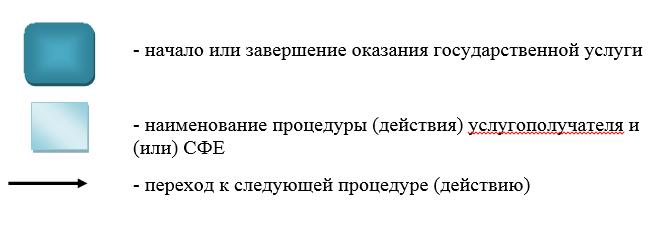 - начало или завершение оказания государственной услуги
- наименование процедуры (действия) услугополучателя и
(или) СФЕ
- переход к следующей процедуре (действию)